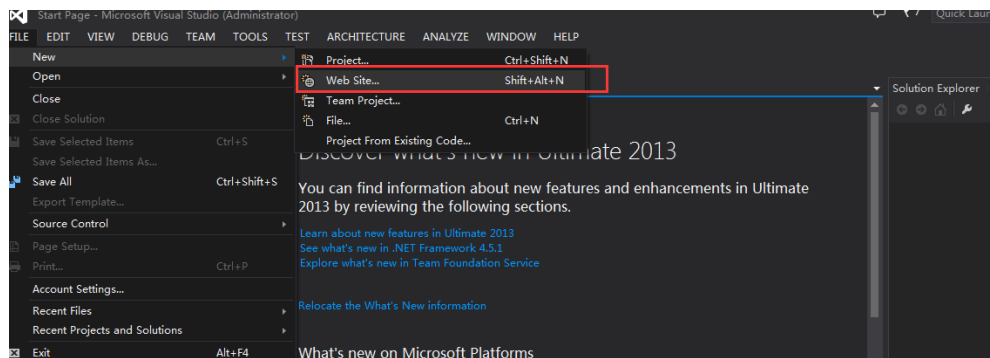 Start Page - Microsoft Visual Studio (Administrator)
Quick Laun
FILE EDIT VIEW DEBUG TEAM TOOLS TEST ARCHITECTURE ANALYZE WINDOW HELP
New
Open
Close
Close Solution
Save Selected Items Ctrl+S
Save Selected Items As...
Save All Ctrl+Shift+S
Export Template...
Source Control
Page Setup...
Print... Ctrl+P
Account Settings...
Recent Files
Recent Projects and Solutions
Exit Alt+F4
Project... Ctrl+Shift+N
Web Site... Shift+Alt+N
Team Project...
File... Ctrl+N
Project From Existing Code...
Discover what's new in Ultimate 2013
You can find information about new features and enhancements in Ultimate
2013 by reviewing the following sections.
Learn about new features in Ultimate 2013
See what's new in .NET Framework 4.5.1
Explore what's new in Team Foundation Service
Relocate the What's New information
What's new on Microsoft Platforms
Solution Explorer